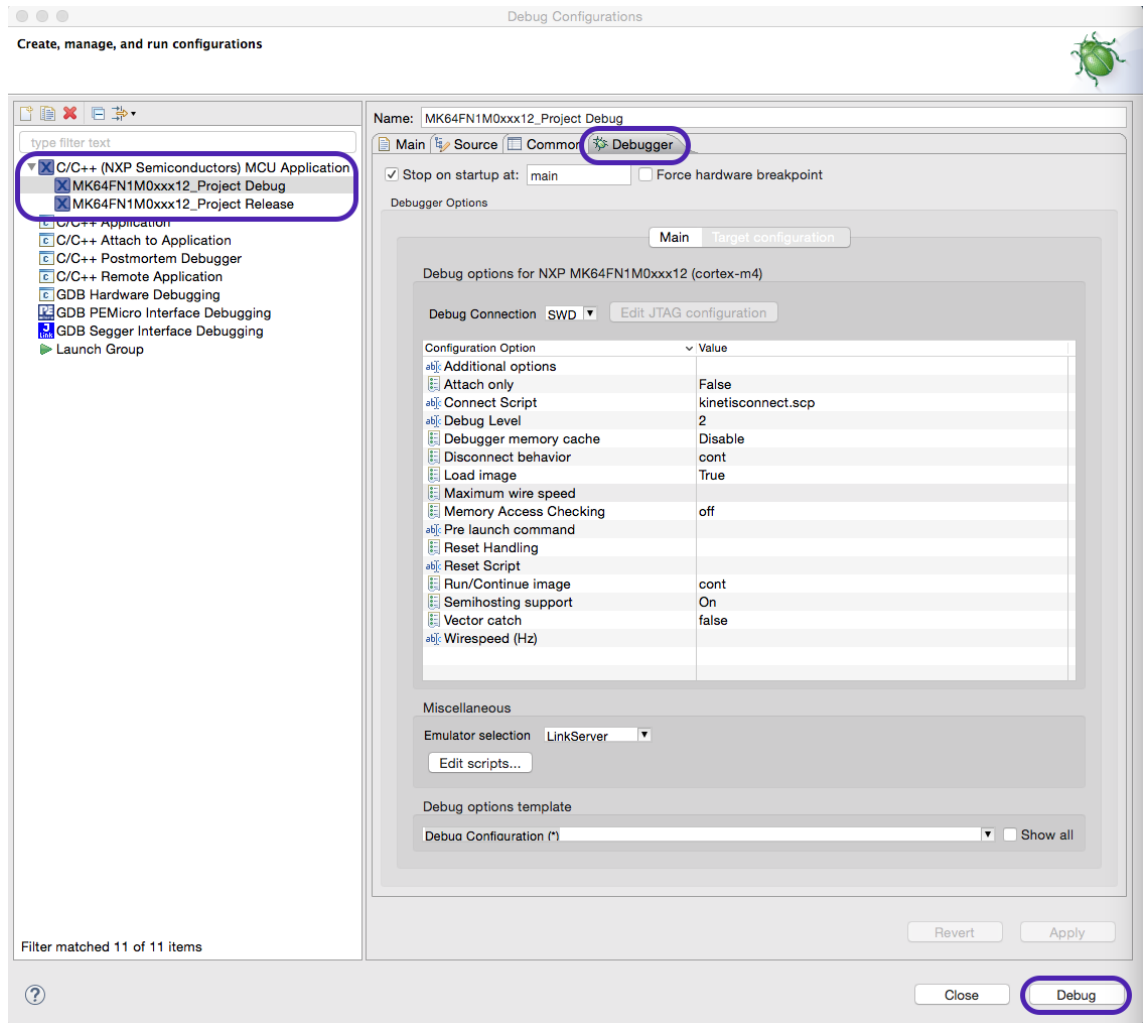 Debug Configurations
Create, manage, and run configurations
type filter text
C/C++ (NXP Semiconductors) MCU Application
MK64FN1M0xxx12_Project Debug
MK64FN1M0xxx12_Project Release
C/C++ Application
C/C++ Attach to Application
C/C++ Postmortem Debugger
C/C++ Remote Application
GDB Hardware Debugging
GDB PEMicro Interface Debugging
GDB Segger Interface Debugging
Launch Group
Filter matched 11 of 11 items
Name: MK64FN1M0xxx12_Project Debug
Main Source Common Debugger
Stop on startup at: main Force hardware breakpoint
Debugger Options
Main Target configuration
Debug options for NXP MK64FN1M0xxx12 (cortex-m4)
Debug Connection SWD Edit JTAG configuration
Configuration Option Value
Additional options
Attach only False
Connect Script kinetisconnect.scp
Debug Level 2
Debugger memory cache Disable
Disconnect behavior cont
Load image True
Maximum wire speed
Memory Access Checking off
Pre launch command
Reset Handling
Reset Script
Run/Continue image cont
Semihosting support On
Vector catch false
Wirespeed (Hz)
Miscellaneous
Emulator selection LinkServer
Edit scripts...
Debug options template
Debug Configuration (*) Show all
Revert Apply
? Close Debug